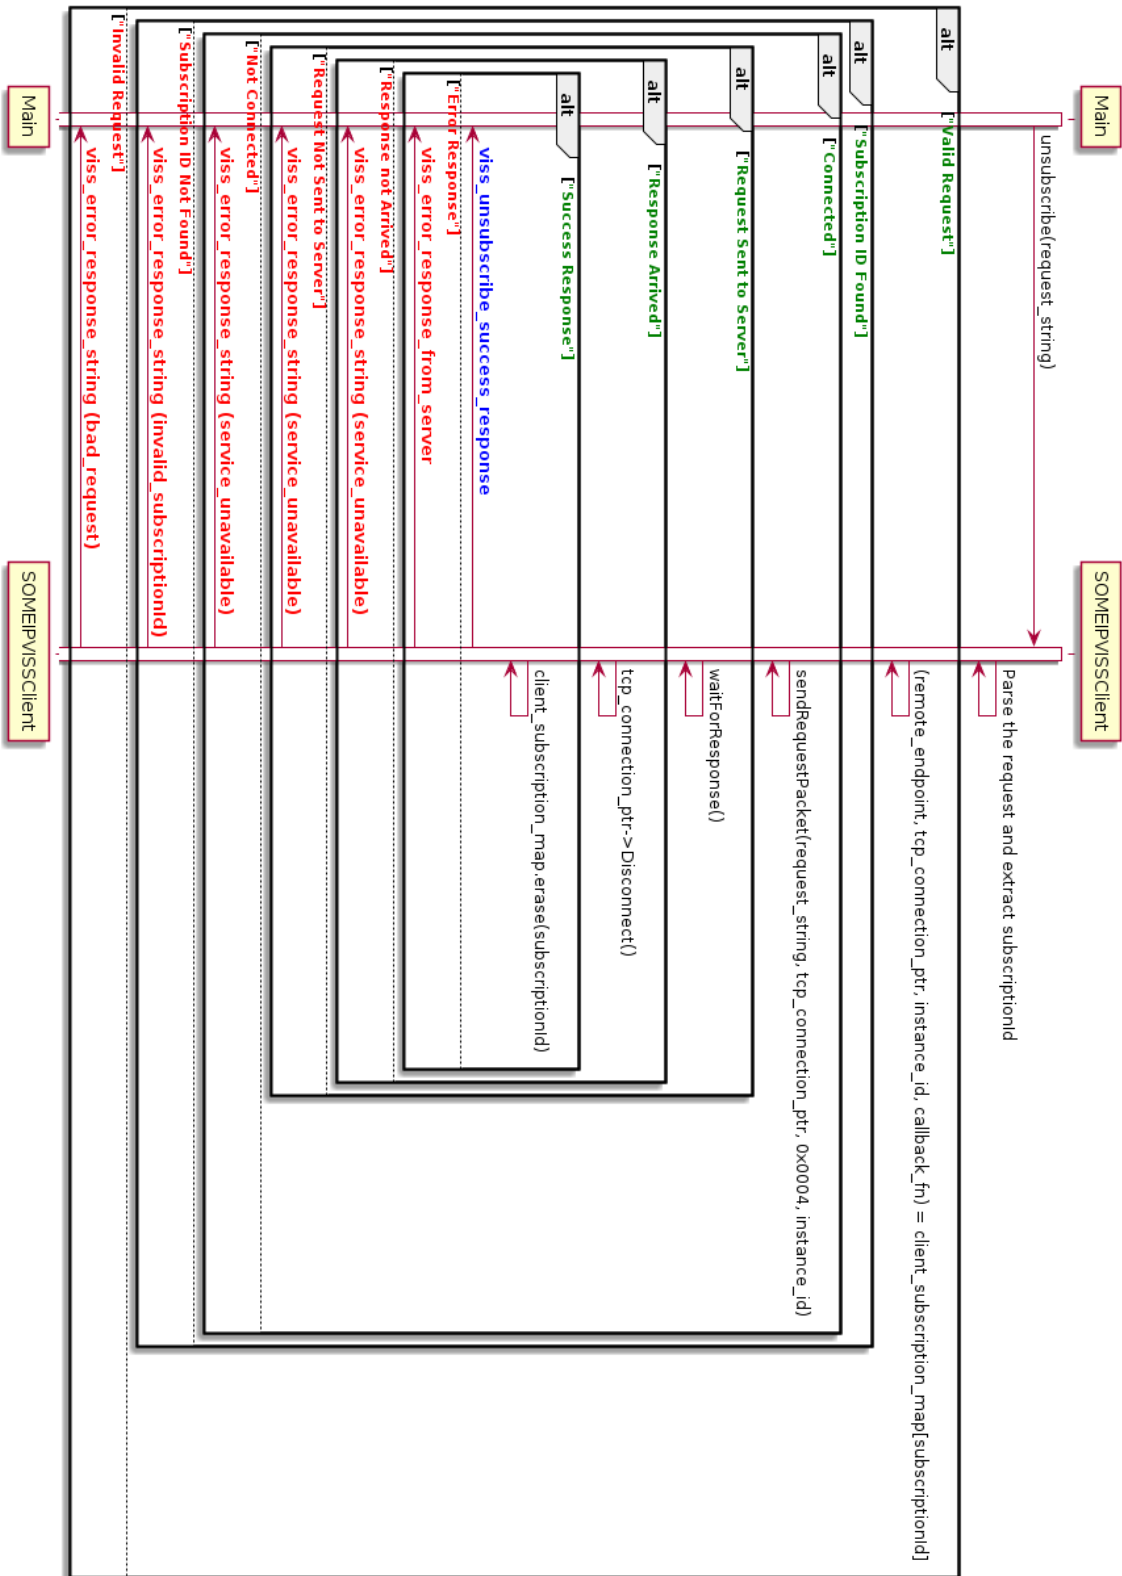 Main
SOMEIPVISSClient
unsubscribe(request_string)
Parse the request and extract subscriptionId
alt
["Valid Request"]
(remote_endpoint, tcp_connection_ptr, instance_id, callback_fn) = client_subscription_map[subscriptionId]
alt
["Subscription ID Found"]
alt
["Connected"]
sendRequestPacket(request_string, tcp_connection_ptr, 0x0004, instance_id)
alt
["Request Sent to Server"]
waitForResponse()
alt
["Response Arrived"]
tcp_connection_ptr->Disconnect()
alt
["Success Response"]
client_subscription_map.erase(subscriptionId)
viss_unsubscribe_success_response
["Error Response"]
viss_error_response_from_server
["Response not Arrived"]
viss_error_response_string (service_unavailable)
["Request Not Sent to Server"]
viss_error_response_string (service_unavailable)
["Not Connected"]
viss_error_response_string (service_unavailable)
["Subscription ID Not Found"]
viss_error_response_string (invalid_subscriptionId)
["Invalid Request"]
viss_error_response_string (bad_request)
Main
SOMEIPVISSClient